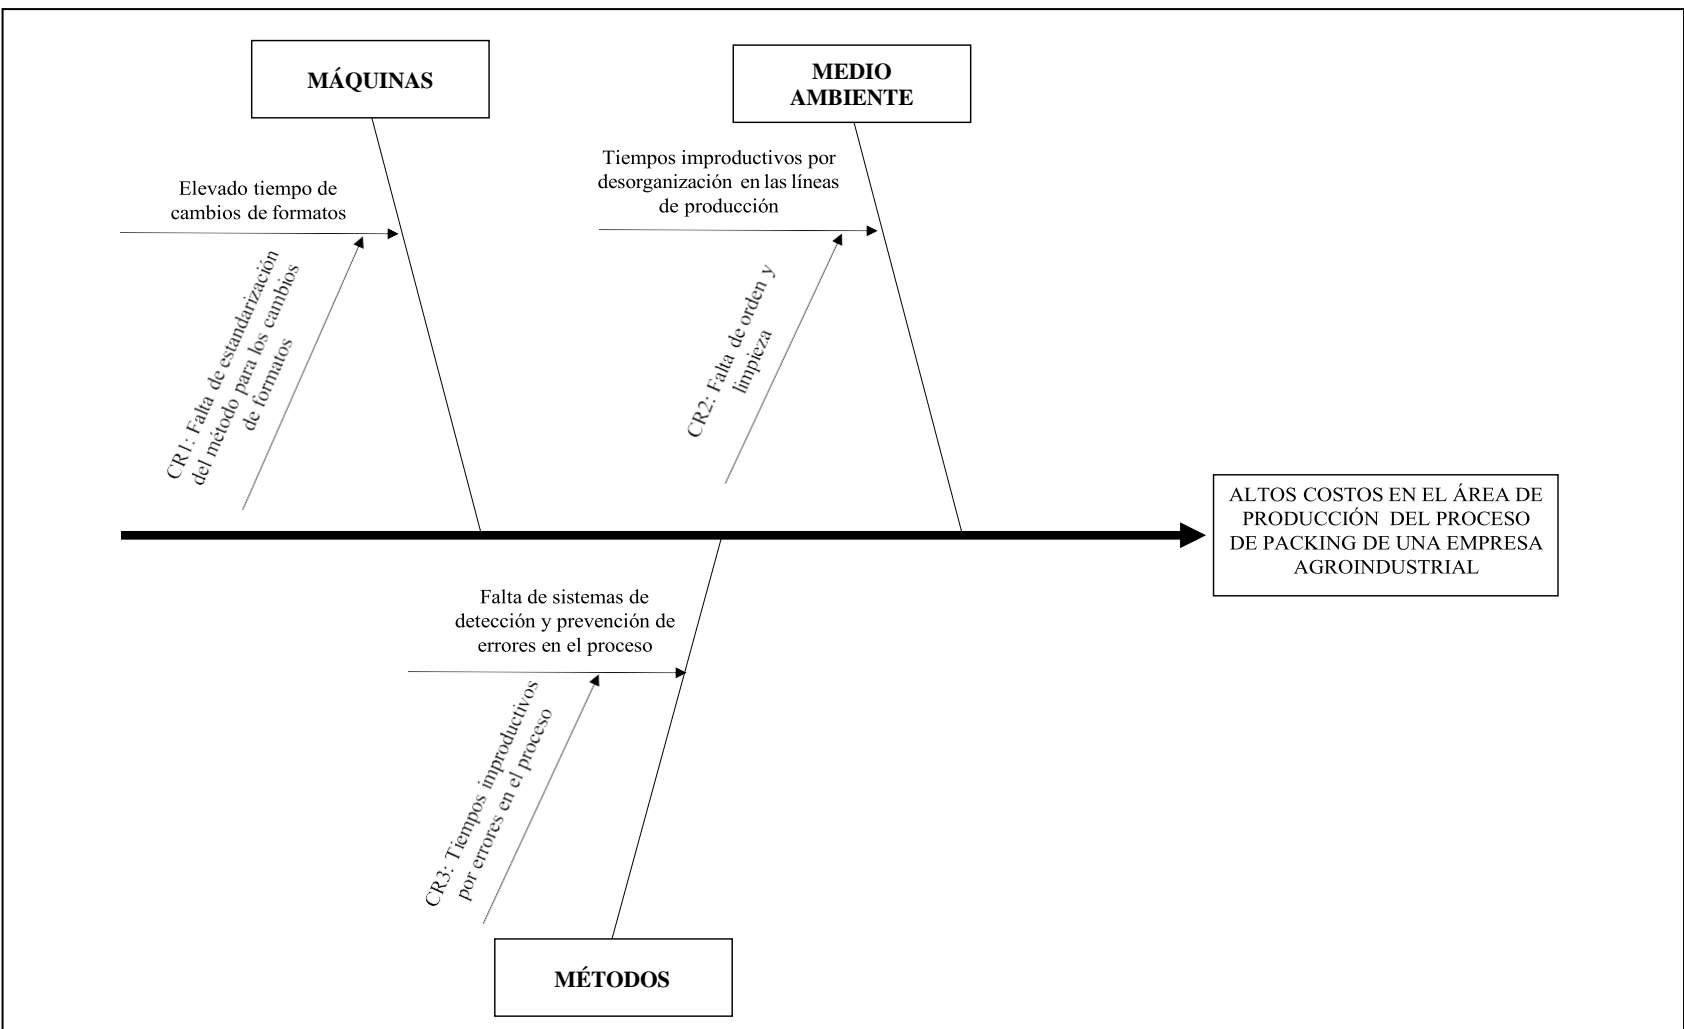 MÁQUINAS
MEDIO
AMBIENTE
Elevado tiempo de
cambios de formatos
CR1: Falta de estandarización
del método para los cambios
de formatos
Tiempos improductivos por
desorganización en las líneas
de producción
CR2: Falta de orden y
limpieza
ALTOS COSTOS EN EL ÁREA DE
PRODUCCIÓN DEL PROCESO
DE PACKING DE UNA EMPRESA
AGROINDUSTRIAL
Falta de sistemas de
detección y prevención de
errores en el proceso
CR3: Tiempos improductivos
por errores en el proceso
MÉTODOS